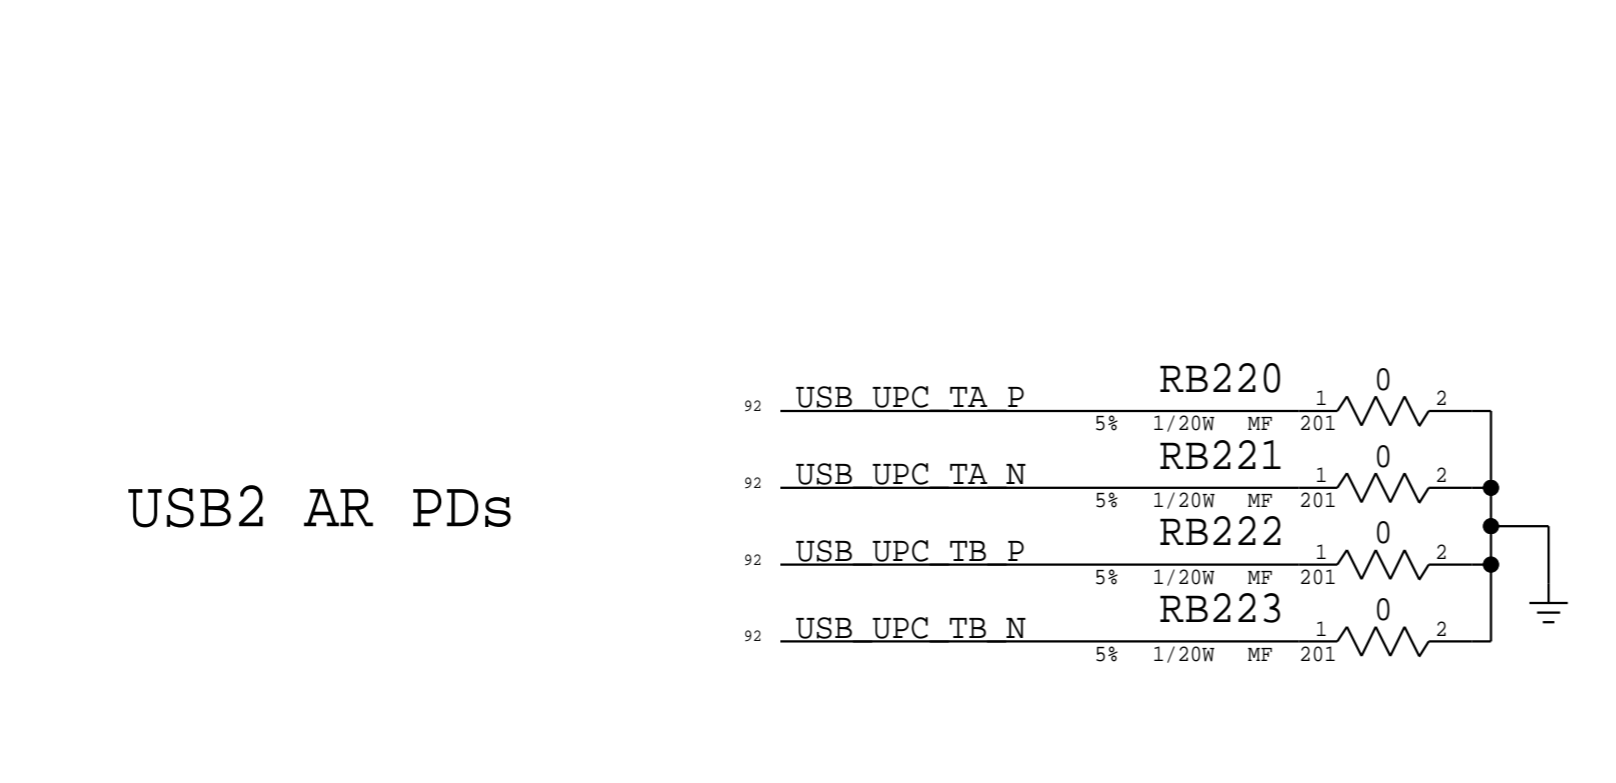 RB220
0
92 USB_UPC_TA_P 1 2
5% 1/20W MF 201
RB221
0
92 USB_UPC_TA_N 1 2
5% 1/20W MF 201
USB2 AR PDs
RB222
0
92 USB_UPC_TB_P 1 2
5% 1/20W MF 201
RB223
0
92 USB_UPC_TB_N 1 2
5% 1/20W MF 201